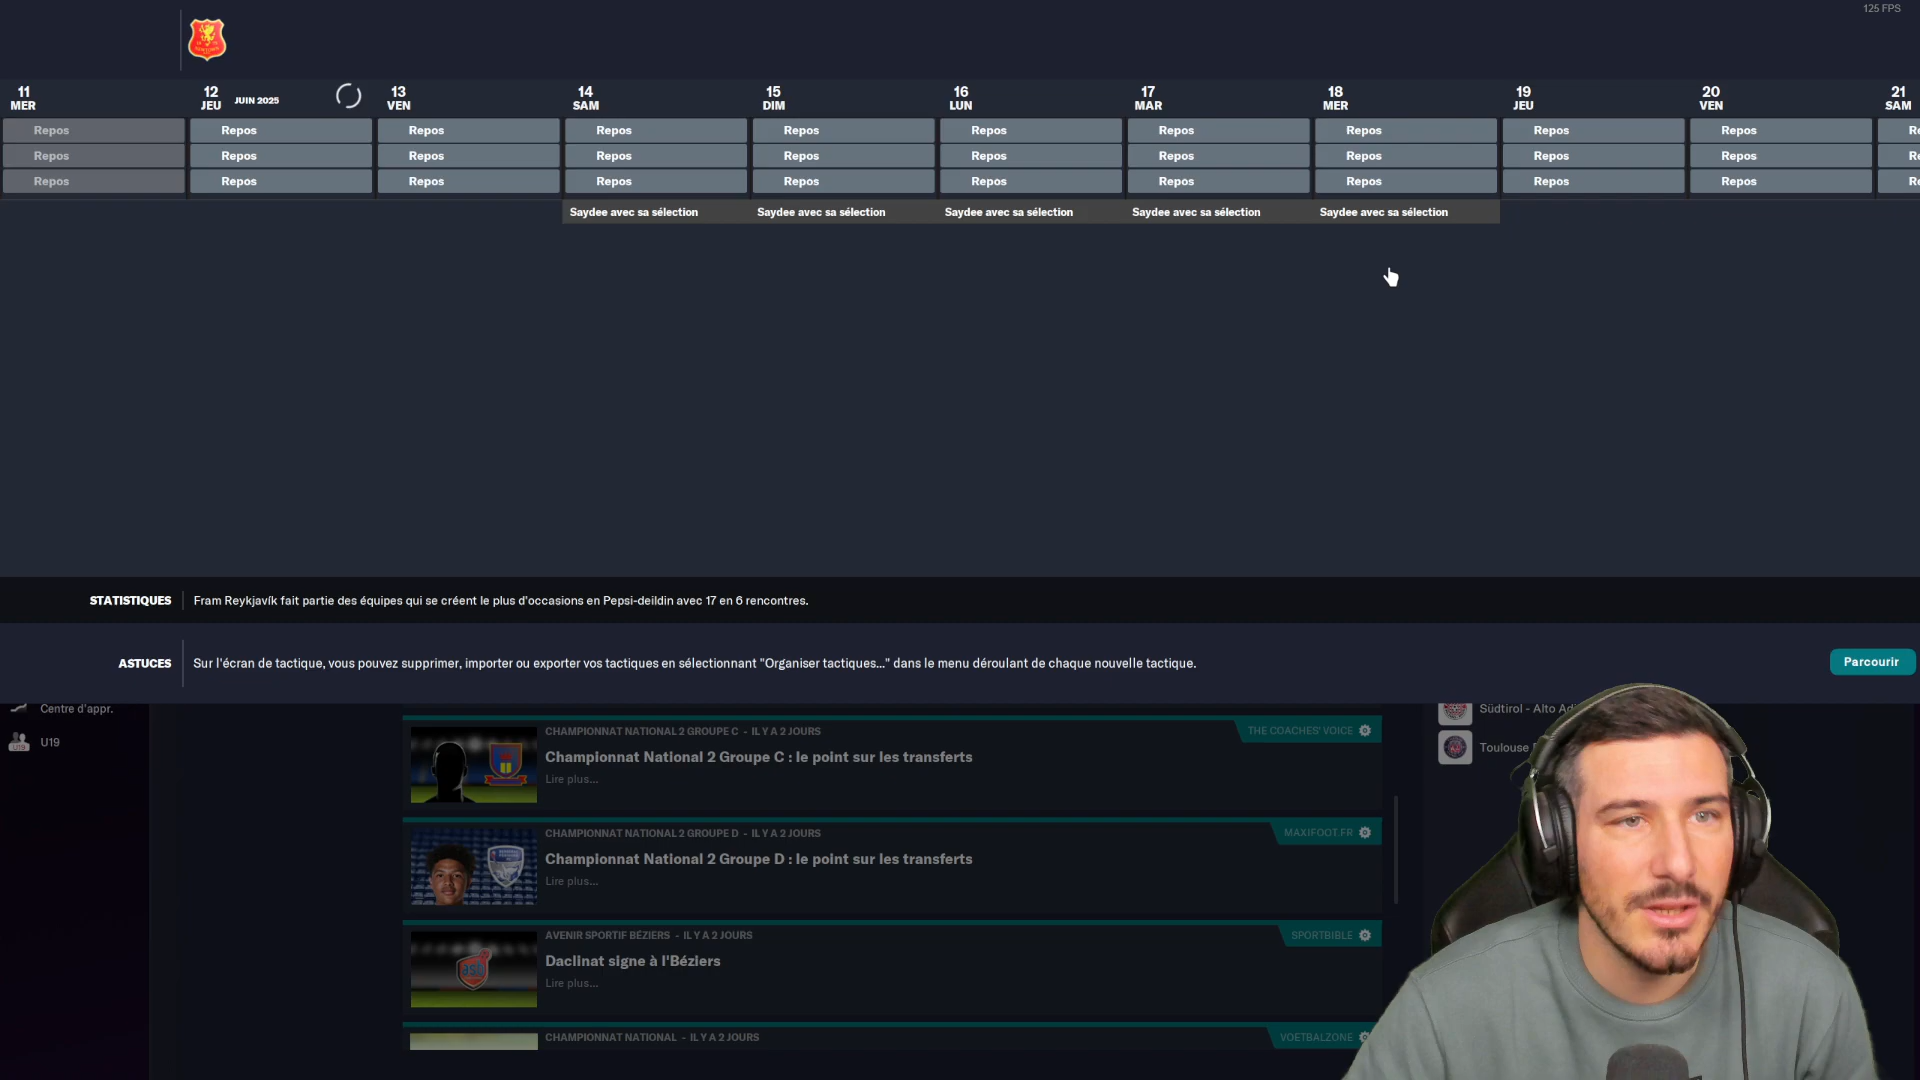 125 FPS
11
MER
12
JEU JUIN 2025
13
VEN
14
SAM
15
DIM
16
LUN
17
MAR
18
MER
19
JEU
20
VEN
21
SAM
Repos Repos Repos Repos Repos Repos Repos Repos Repos Repos
Repos Repos Repos Repos Repos Repos Repos Repos Repos Repos
Repos Repos Repos Repos Repos Repos Repos Repos Repos Repos
Saydee avec sa sélection Saydee avec sa sélection Saydee avec sa sélection Saydee avec sa sélection Saydee avec sa sélection
STATISTIQUES Fram Reykjavík fait partie des équipes qui se créent le plus d'occasions en Pepsi-deildin avec 17 en 6 rencontres.
ASTUCES Sur l'écran de tactique, vous pouvez supprimer, importer ou exporter vos tactiques en sélectionnant "Organiser tactiques..." dans le menu déroulant de chaque nouvelle tactique.
Parcourir
Centre d'appr.
U19
CHAMPIONNAT NATIONAL 2 GROUPE C - IL Y A 2 JOURS
THE COACHES' VOICE
Championnat National 2 Groupe C : le point sur les transferts
Lire plus...
CHAMPIONNAT NATIONAL 2 GROUPE D - IL Y A 2 JOURS
MAXIFOOT.FR
Championnat National 2 Groupe D : le point sur les transferts
Lire plus...
AVENIR SPORTIF BÉZIERS - IL Y A 2 JOURS
SPORTBIBLE
Daclinat signe à l'Béziers
Lire plus...
CHAMPIONNAT NATIONAL - IL Y A 2 JOURS
VOETBALZONE
Südtirol - Alto
Toulouse